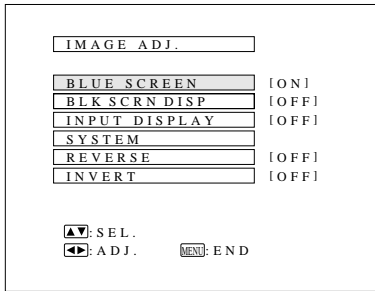 IMAGE ADJ.
BLUE SCREEN [ON]
BLK SCRN DISP [OFF]
INPUT DISPLAY [OFF]
SYSTEM
REVERSE [OFF]
INVERT [OFF]
▲▼: SEL.
◀▶: ADJ. MENU: END